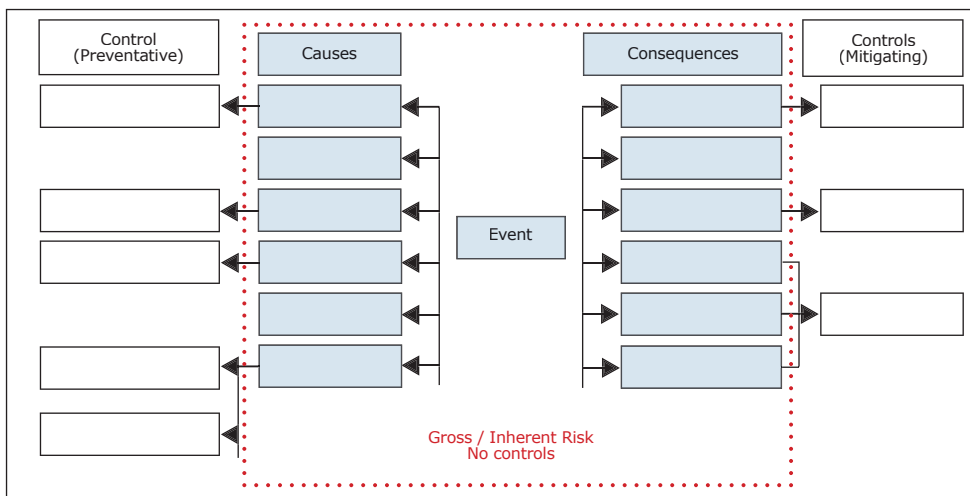 Control
(Preventative)
Causes
Consequences
Controls
(Mitigating)
Event
Gross / Inherent Risk
No controls